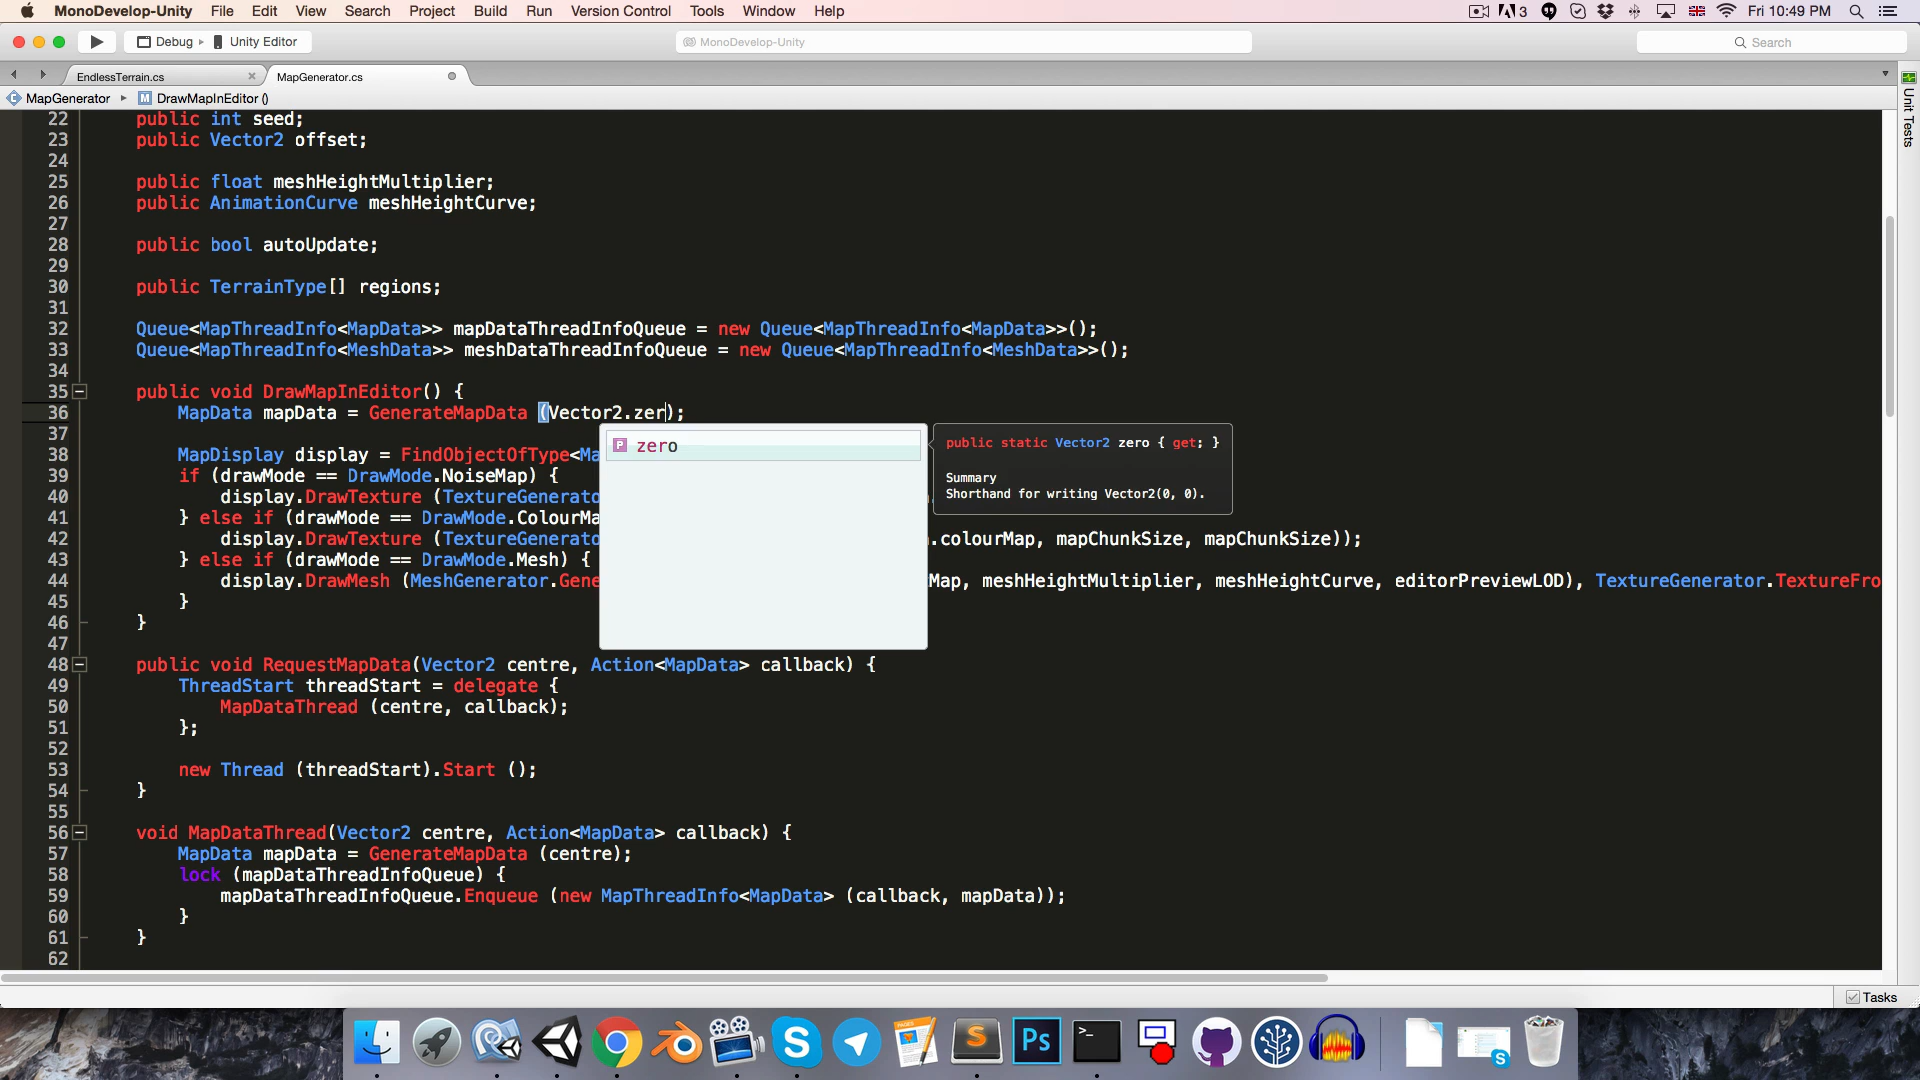 MonoDevelop-Unity File Edit View Search Project Build Run Version Control Tools Window Help 3 Fri 10:49 PM
Debug Unity Editor MonoDevelop-Unity Search
EndlessTerrain.cs MapGenerator.cs
MapGenerator M DrawMapInEditor ()
Unit Tests
22 public int seed;
23 public Vector2 offset;
24
25 public float meshHeightMultiplier;
26 public AnimationCurve meshHeightCurve;
27
28 public bool autoUpdate;
29
30 public TerrainType[] regions;
31
32 Queue<MapThreadInfo<MapData>> mapDataThreadInfoQueue = new Queue<MapThreadInfo<MapData>>();
33 Queue<MapThreadInfo<MeshData>> meshDataThreadInfoQueue = new Queue<MapThreadInfo<MeshData>>();
34
35 public void DrawMapInEditor() {
36 MapData mapData = GenerateMapData (Vector2.zer);
37
P zero
public static Vector2 zero { get; }
Summary
Shorthand for writing Vector2(0, 0).
38 MapDisplay display = FindObjectOfType<Ma
39 if (drawMode == DrawMode.NoiseMap) {
40 display.DrawTexture (TextureGenerato
41 } else if (drawMode == DrawMode.ColourMa
42 display.DrawTexture (TextureGenerato .colourMap, mapChunkSize, mapChunkSize));
43 } else if (drawMode == DrawMode.Mesh) {
44 display.DrawMesh (MeshGenerator.Gene Map, meshHeightMultiplier, meshHeightCurve, editorPreviewLOD), TextureGenerator.TextureFro
45 }
46 }
47
48 public void RequestMapData(Vector2 centre, Action<MapData> callback) {
49 ThreadStart threadStart = delegate {
50 MapDataThread (centre, callback);
51 };
52
53 new Thread (threadStart).Start ();
54 }
55
56 void MapDataThread(Vector2 centre, Action<MapData> callback) {
57 MapData mapData = GenerateMapData (centre);
58 lock (mapDataThreadInfoQueue) {
59 mapDataThreadInfoQueue.Enqueue (new MapThreadInfo<MapData> (callback, mapData));
60 }
61 }
62
Tasks
PAGES
S
Ps
>_
S